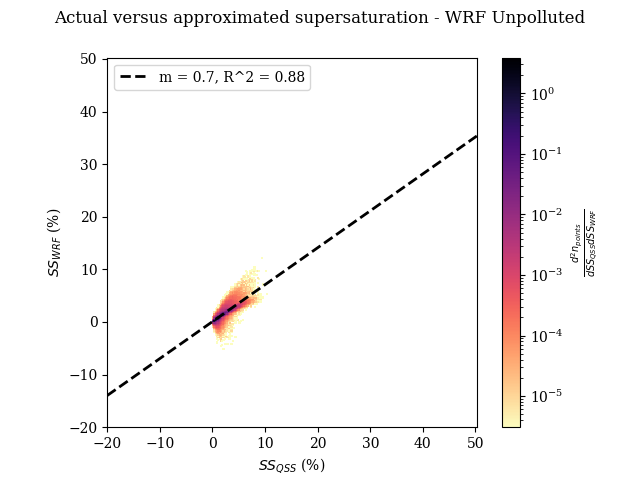 Actual versus approximated supersaturation - WRF Unpolluted
m = 0.7, R^2 = 0.88
50
40
30
20
10
0
−10
−20
SS_WRF (%)
−20 −10 0 10 20 30 40 50
SS_QSS (%)
10^0
10^−1
10^−2
10^−3
10^−4
10^−5
d^2 n_points
dSS_QSS dSS_WRF